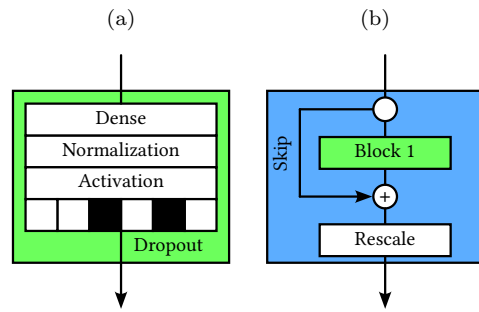 (a)
Dense
Normalization
Activation
Dropout
(b)
Skip
Block 1
+
Rescale